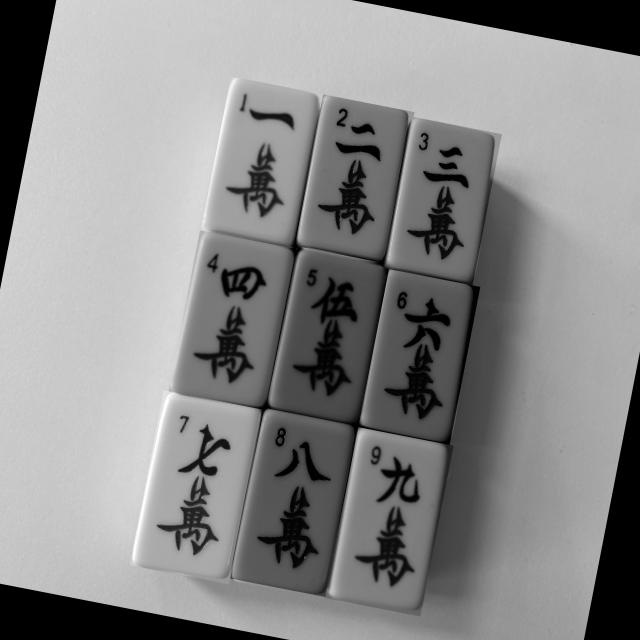 1 一 萬
2 二 萬
3 三 萬
4 四 萬
5 伍 萬
6 六 萬
7 七 萬
8 八 萬
9 九 萬